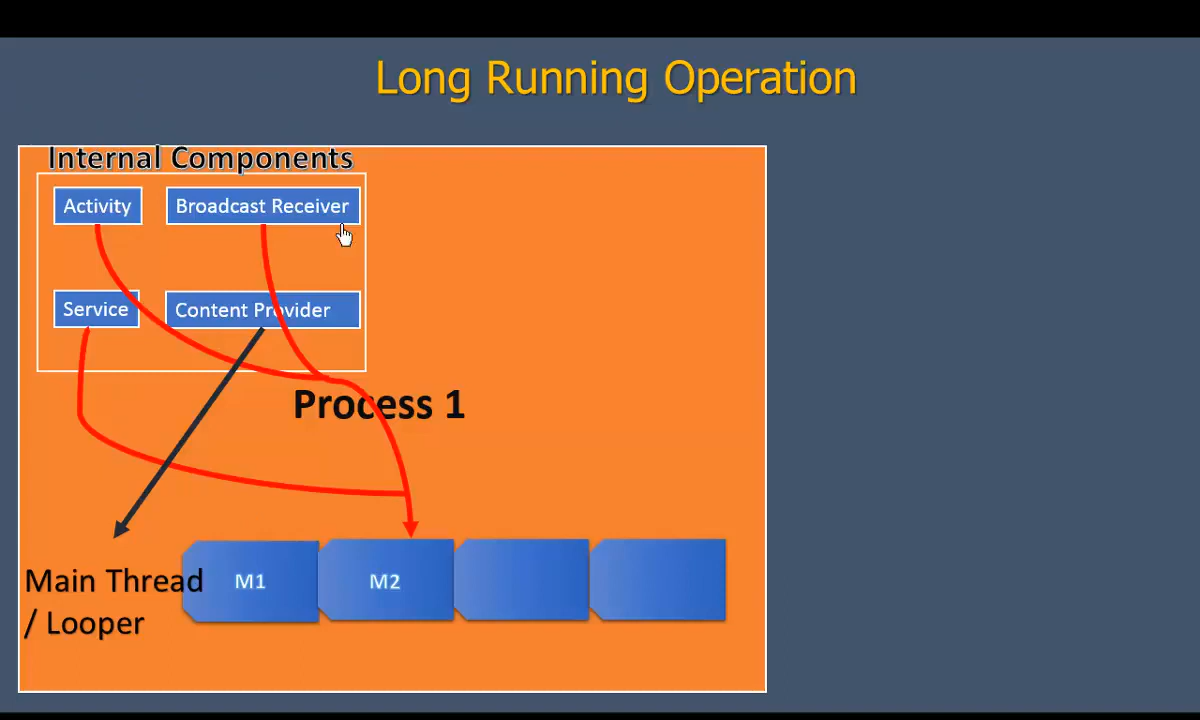 Long Running Operation
Internal Components
Activity
Broadcast Receiver
Service
Content Provider
Process 1
Main Thread
/ Looper
M1
M2